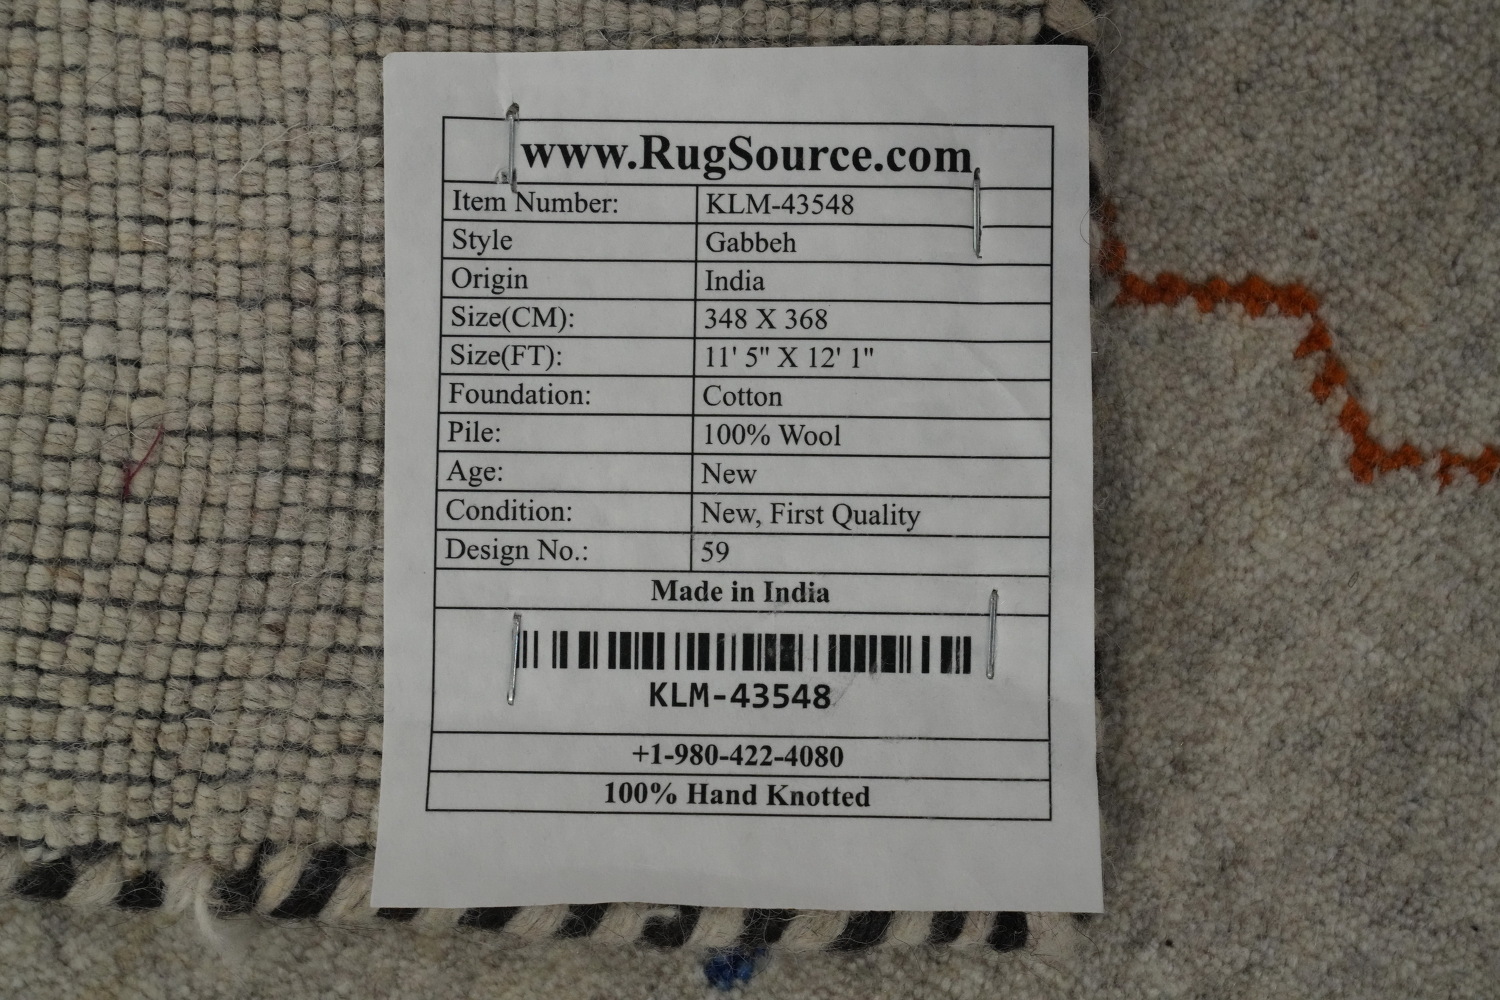 www.RugSource.com
Item Number: KLM-43548
Style Gabbeh
Origin India
Size(CM): 348 X 368
Size(FT): 11' 5" X 12' 1"
Foundation: Cotton
Pile: 100% Wool
Age: New
Condition: New, First Quality
Design No.: 59
Made in India
KLM-43548
+1-980-422-4080
100% Hand Knotted